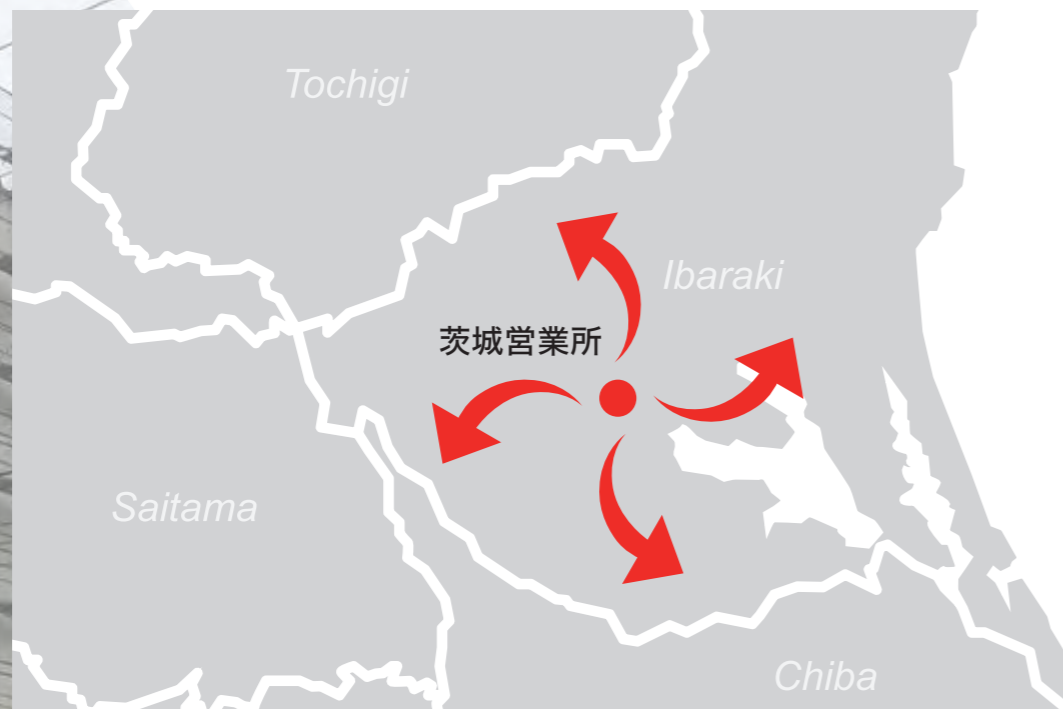 Tochigi
Ibaraki
茨城営業所
Saitama
Chiba